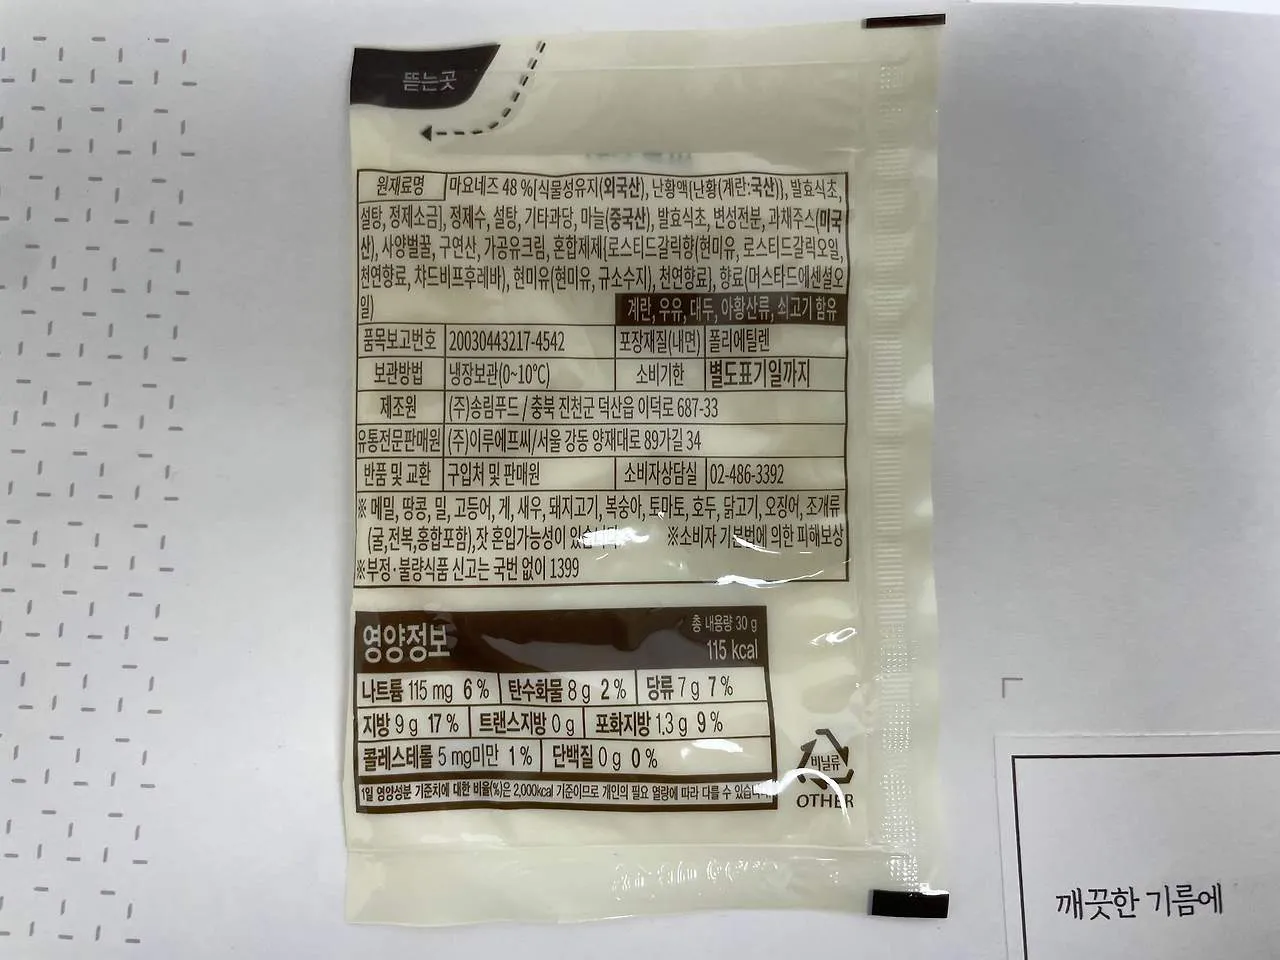 뜯는곳
원재료명 마요네즈 48 %[식물성유지(외국산), 난황액{난황(계란:국산)}, 발효식초,
설탕, 정제소금], 정제수, 설탕, 기타과당, 마늘(중국산), 발효식초, 변성전분, 과채주스(미국
산), 사양벌꿀, 구연산, 가공유크림, 혼합제제{로스티드갈릭향(현미유, 로스티드갈릭오일,
천연향료, 챠드비프후레바), 현미유(현미유, 규소수지), 천연향료}, 향료(머스타드에센셜오
일)
계란, 우유, 대두, 아황산류, 쇠고기 함유
품목보고번호 20030443217-4542 포장재질(내면) 폴리에틸렌
보관방법 냉장보관(0~10℃) 소비기한 별도표기일까지
제조원 (주)송림푸드 / 충북 진천군 덕산읍 이덕로 687-33
유통전문판매원 (주)이루에프씨/서울 강동 양재대로 89가길 34
반품 및 교환 구입처 및 판매원 소비자상담실 02-486-3392
※ 메밀, 땅콩, 밀, 고등어, 게, 새우, 돼지고기, 복숭아, 토마토, 호두, 닭고기, 오징어, 조개류
(굴,전복,홍합포함),잣 혼입가능성이 있습니다. ※소비자 기본법에 의한 피해보상
※부정·불량식품 신고는 국번 없이 1399
영양정보 총 내용량 30 g
115 kcal
나트륨 115 mg 6 % 탄수화물 8 g 2 % 당류 7 g 7 %
지방 9 g 17 % 트랜스지방 0 g 포화지방 1.3 g 9 %
콜레스테롤 5 mg미만 1 % 단백질 0 g 0 %
1일 영양성분 기준치에 대한 비율(%)은 2,000kcal 기준이므로 개인의 필요 열량에 따라 다를 수 있습니다.
비닐류
OTHER
깨끗한 기름에